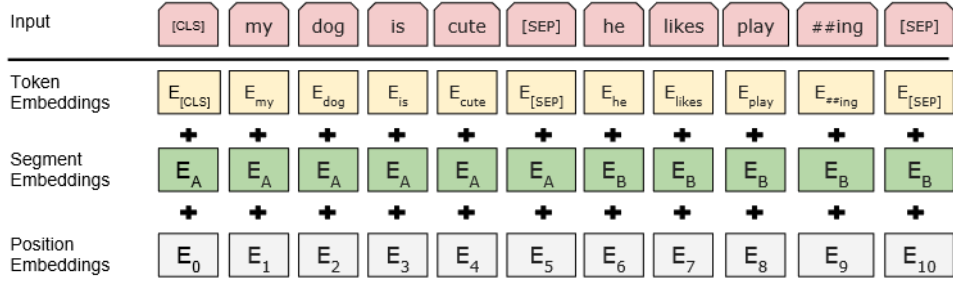 Input [CLS] my dog is cute [SEP] he likes play ##ing [SEP]
Token Embeddings E[CLS] Emy Edog Eis Ecute E[SEP] Ehe Elikes Eplay E##ing E[SEP]
+ + + + + + + + + + +
Segment Embeddings EA EA EA EA EA EA EB EB EB EB EB
+ + + + + + + + + + +
Position Embeddings E0 E1 E2 E3 E4 E5 E6 E7 E8 E9 E10